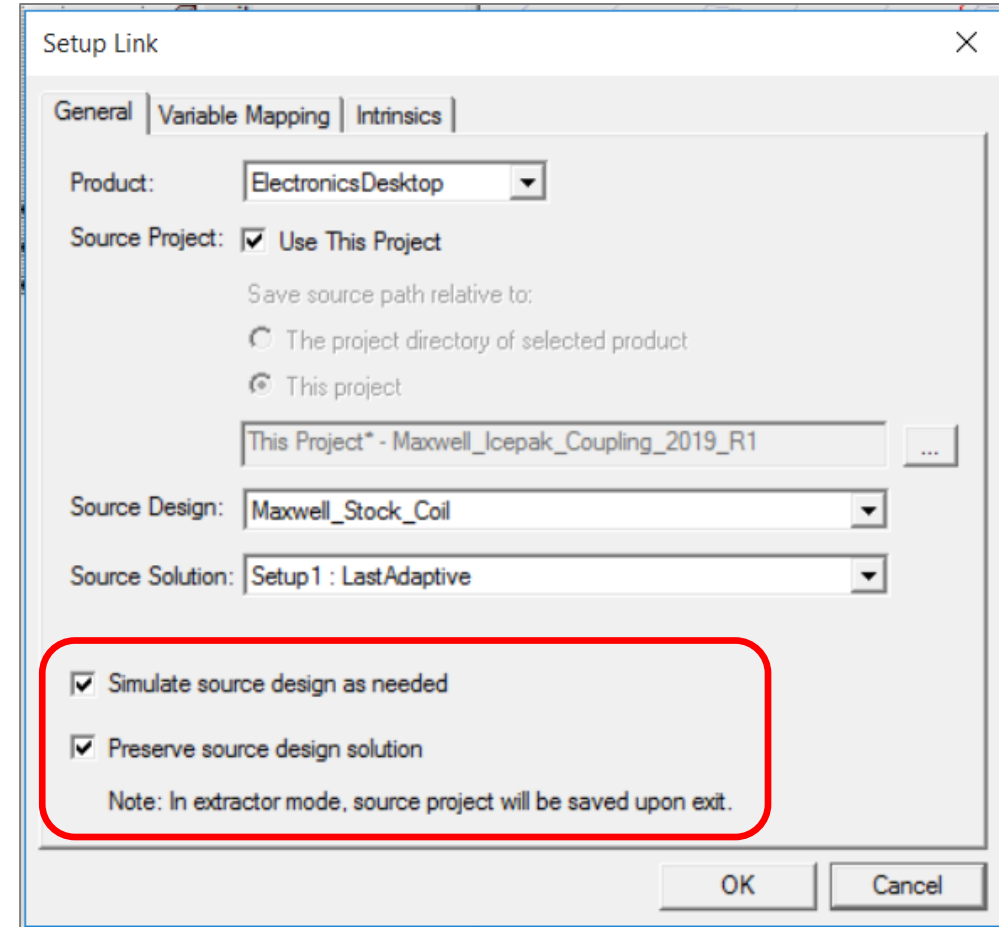 Setup Link
General Variable Mapping Intrinsics
Product: ElectronicsDesktop
Source Project: Use This Project
Save source path relative to:
The project directory of selected product
This project
This Project* - Maxwell_Icepak_Coupling_2019_R1 ...
Source Design: Maxwell_Stock_Coil
Source Solution: Setup1 : LastAdaptive
Simulate source design as needed
Preserve source design solution
Note: In extractor mode, source project will be saved upon exit.
OK Cancel